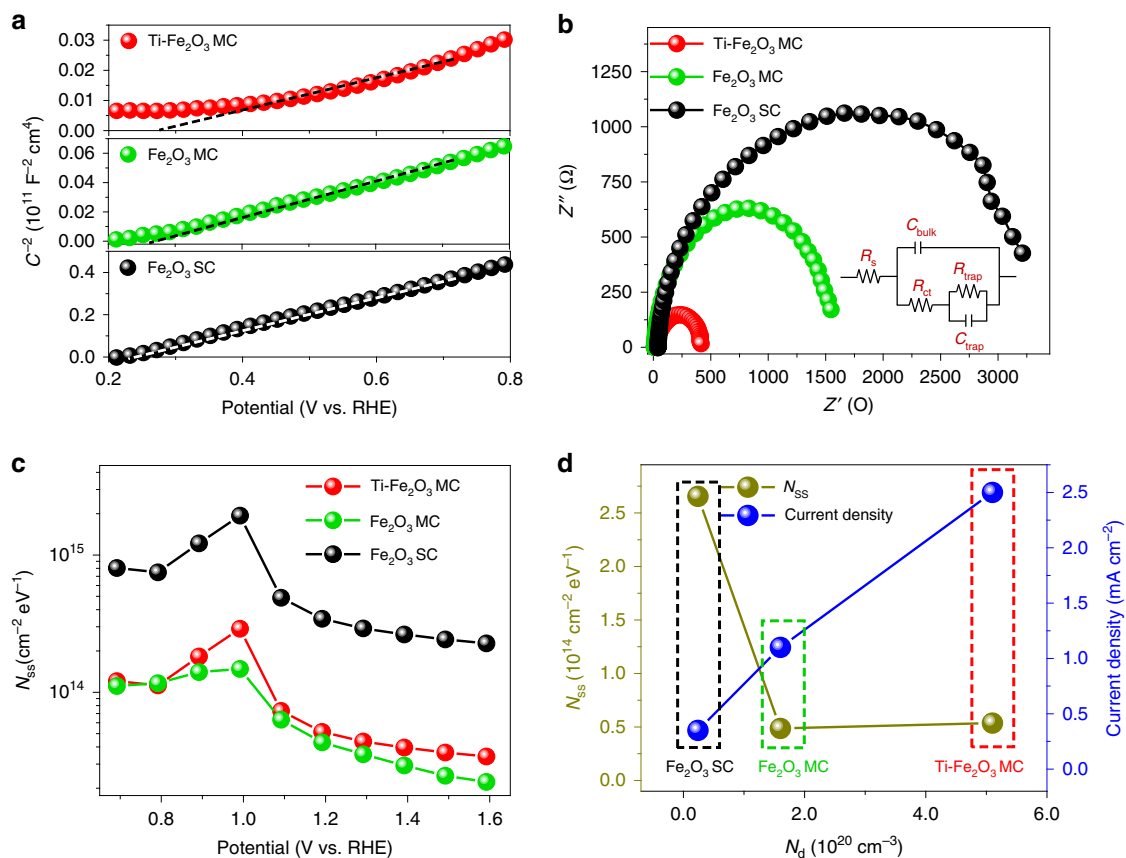 a
Ti-Fe₂O₃ MC
0.03
0.02
0.01
0.00
Fe₂O₃ MC
0.06
0.04
0.02
0.00
Fe₂O₃ SC
0.4
0.2
0.0
C⁻² (10¹¹ F⁻² cm⁴)
0.2 0.4 0.6 0.8
Potential (V vs. RHE)
b
Ti-Fe₂O₃ MC
Fe₂O₃ MC
Fe₂O₃ SC
1250
1000
750
500
250
0
Z″ (Ω)
C bulk
R s
R trap
R ct
C trap
0 500 1000 1500 2000 2500 3000
Z′ (O)
c
Ti-Fe₂O₃ MC
Fe₂O₃ MC
Fe₂O₃ SC
10¹⁵
10¹⁴
Nss(cm⁻² eV⁻¹)
0.8 1.0 1.2 1.4 1.6
Potential (V vs. RHE)
d
Nss
Current density
2.5
2.0
1.5
1.0
0.5
0.0
Nss (10¹⁴ cm⁻² eV⁻¹)
2.5
2.0
1.5
1.0
0.5
0.0
Current density (mA cm⁻²)
Fe₂O₃ SC Fe₂O₃ MC Ti-Fe₂O₃ MC
0.0 2.0 4.0 6.0
Nd (10²⁰ cm⁻³)